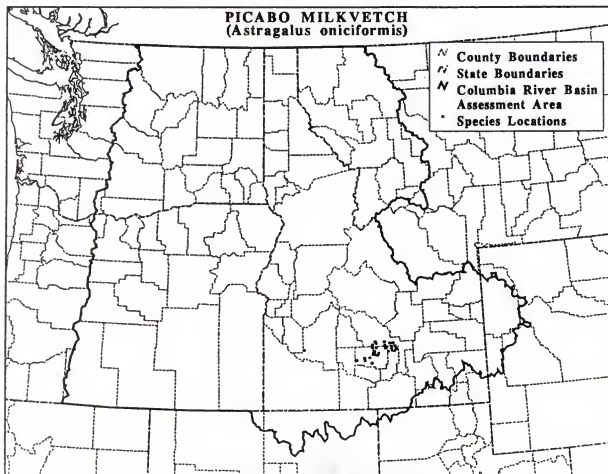 PICABO MILKVETCH
(Astragalus oniciformis)
County Boundaries
State Boundaries
Columbia River Basin
Assessment Area
Species Locations